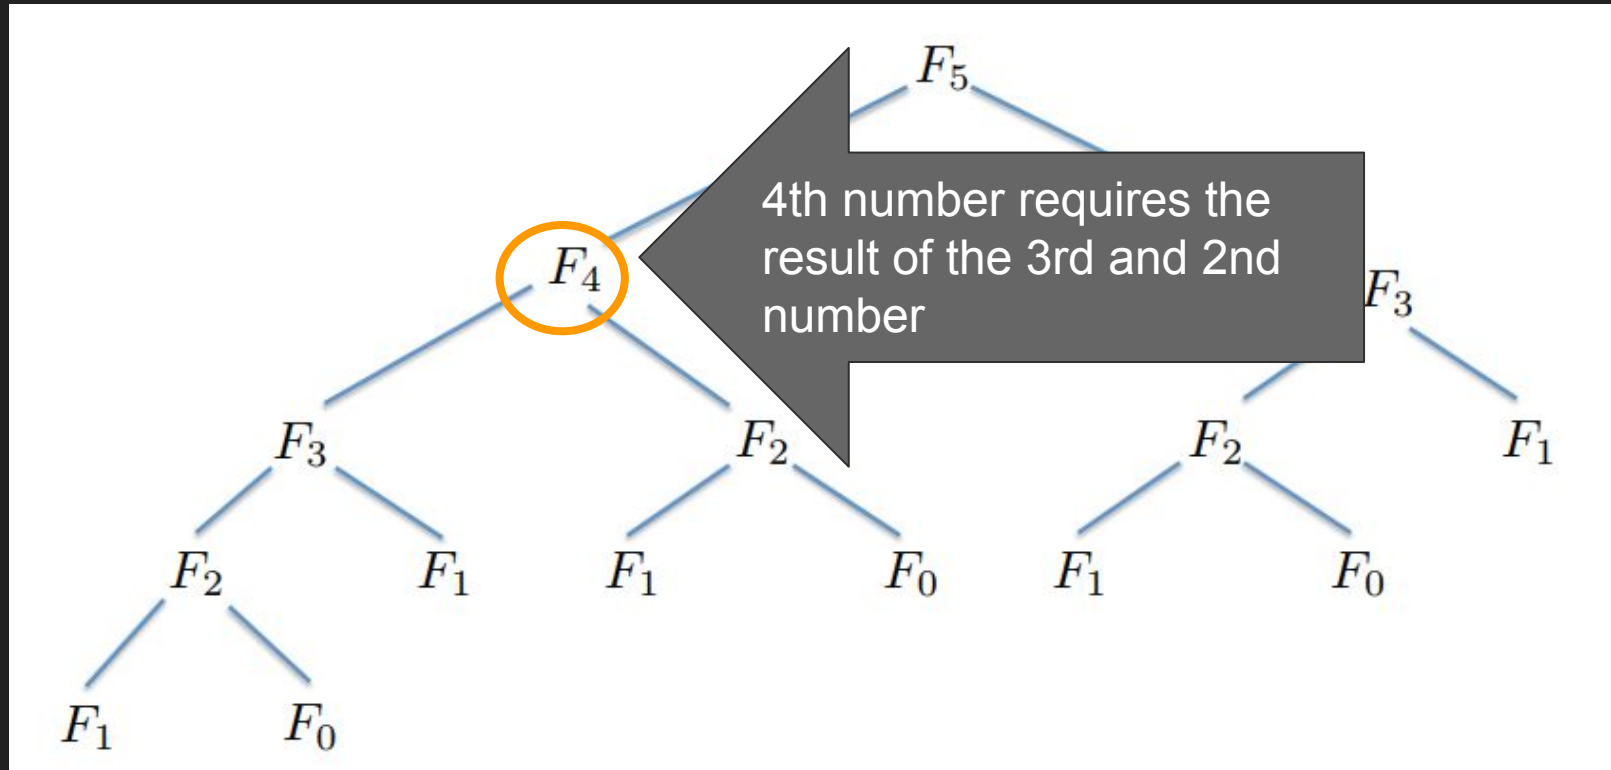 F₅
4th number requires the
result of the 3rd and 2nd
number
F₄ F₃
F₃ F₂ F₂ F₁
F₂ F₁ F₁ F₀ F₁ F₀
F₁ F₀